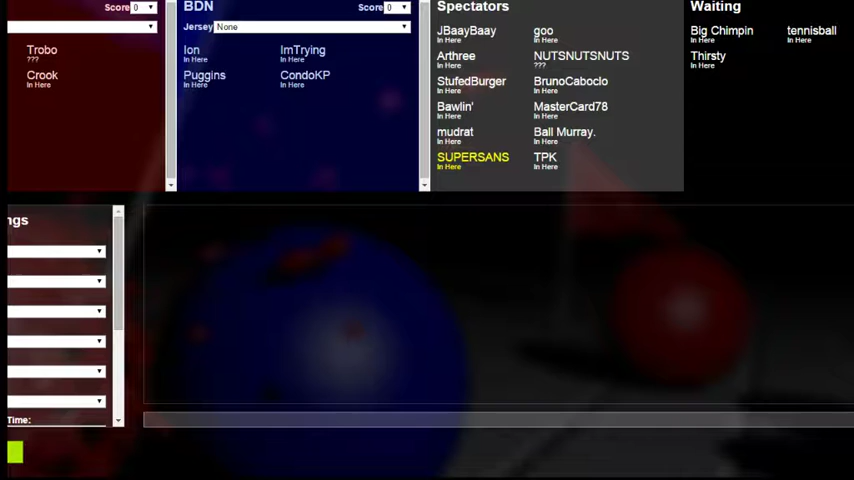 Score 0
Trobo
???
Crook
In Here
BDN
Score 0
Jersey None
Ion
In Here
ImTrying
In Here
Puggins
In Here
CondoKP
In Here
Spectators
JBaayBaay
In Here
goo
In Here
Arthree
In Here
NUTSNUTSNUTS
???
StufedBurger
In Here
BrunoCaboclo
In Here
Bawlin'
In Here
MasterCard78
In Here
mudrat
In Here
Ball Murray.
In Here
SUPERSANS
In Here
TPK
In Here
Waiting
Big Chimpin
In Here
tennisball
In Here
Thirsty
In Here
ngs
Time: